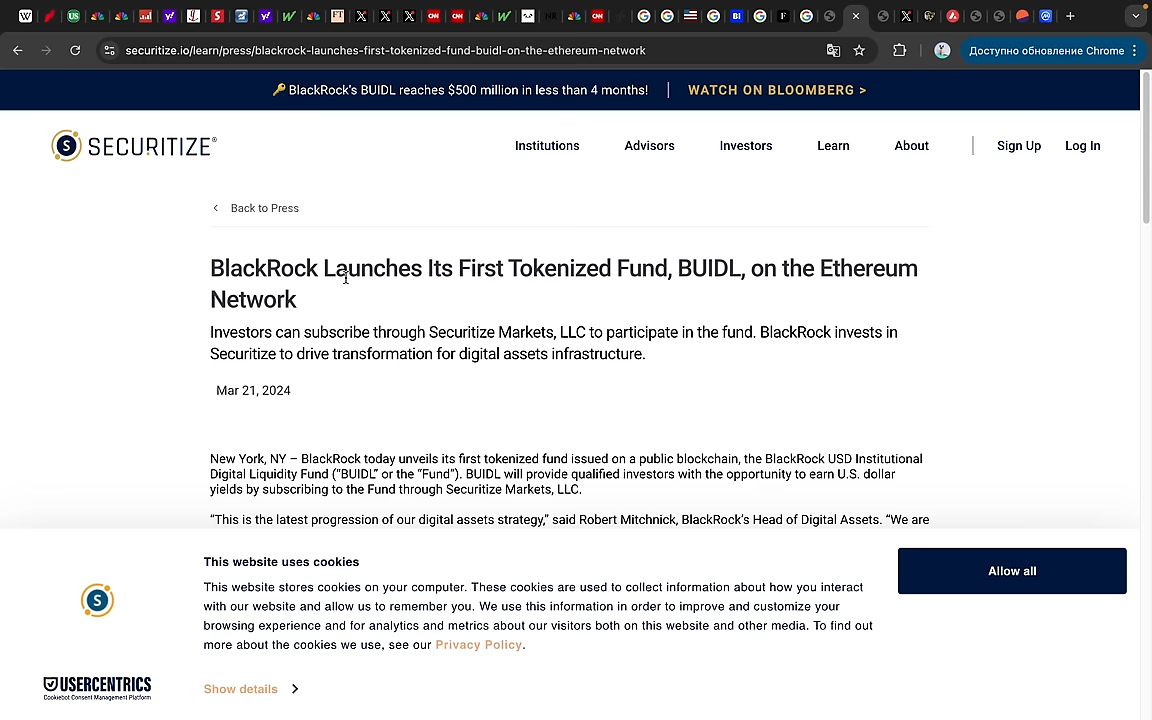 securitize.io/learn/press/blackrock-launches-first-tokenized-fund-buidl-on-the-ethereum-network
Доступно обновление Chrome
BlackRock's BUIDL reaches $500 million in less than 4 months!
WATCH ON BLOOMBERG >
S SECURITIZE®
Institutions
Advisors
Investors
Learn
About
Sign Up
Log In
Back to Press
BlackRock Launches Its First Tokenized Fund, BUIDL, on the Ethereum
Network
Investors can subscribe through Securitize Markets, LLC to participate in the fund. BlackRock invests in
Securitize to drive transformation for digital assets infrastructure.
Mar 21, 2024
New York, NY – BlackRock today unveils its first tokenized fund issued on a public blockchain, the BlackRock USD Institutional
Digital Liquidity Fund (“BUIDL” or the “Fund”). BUIDL will provide qualified investors with the opportunity to earn U.S. dollar
yields by subscribing to the Fund through Securitize Markets, LLC.
“This is the latest progression of our digital assets strategy,” said Robert Mitchnick, BlackRock’s Head of Digital Assets. “We are
This website uses cookies
This website stores cookies on your computer. These cookies are used to collect information about how you interact
with our website and allow us to remember you. We use this information in order to improve and customize your
browsing experience and for analytics and metrics about our visitors both on this website and other media. To find out
more about the cookies we use, see our Privacy Policy.
Allow all
S
USERCENTRICS
Cookiebot Consent Management Platform
Show details